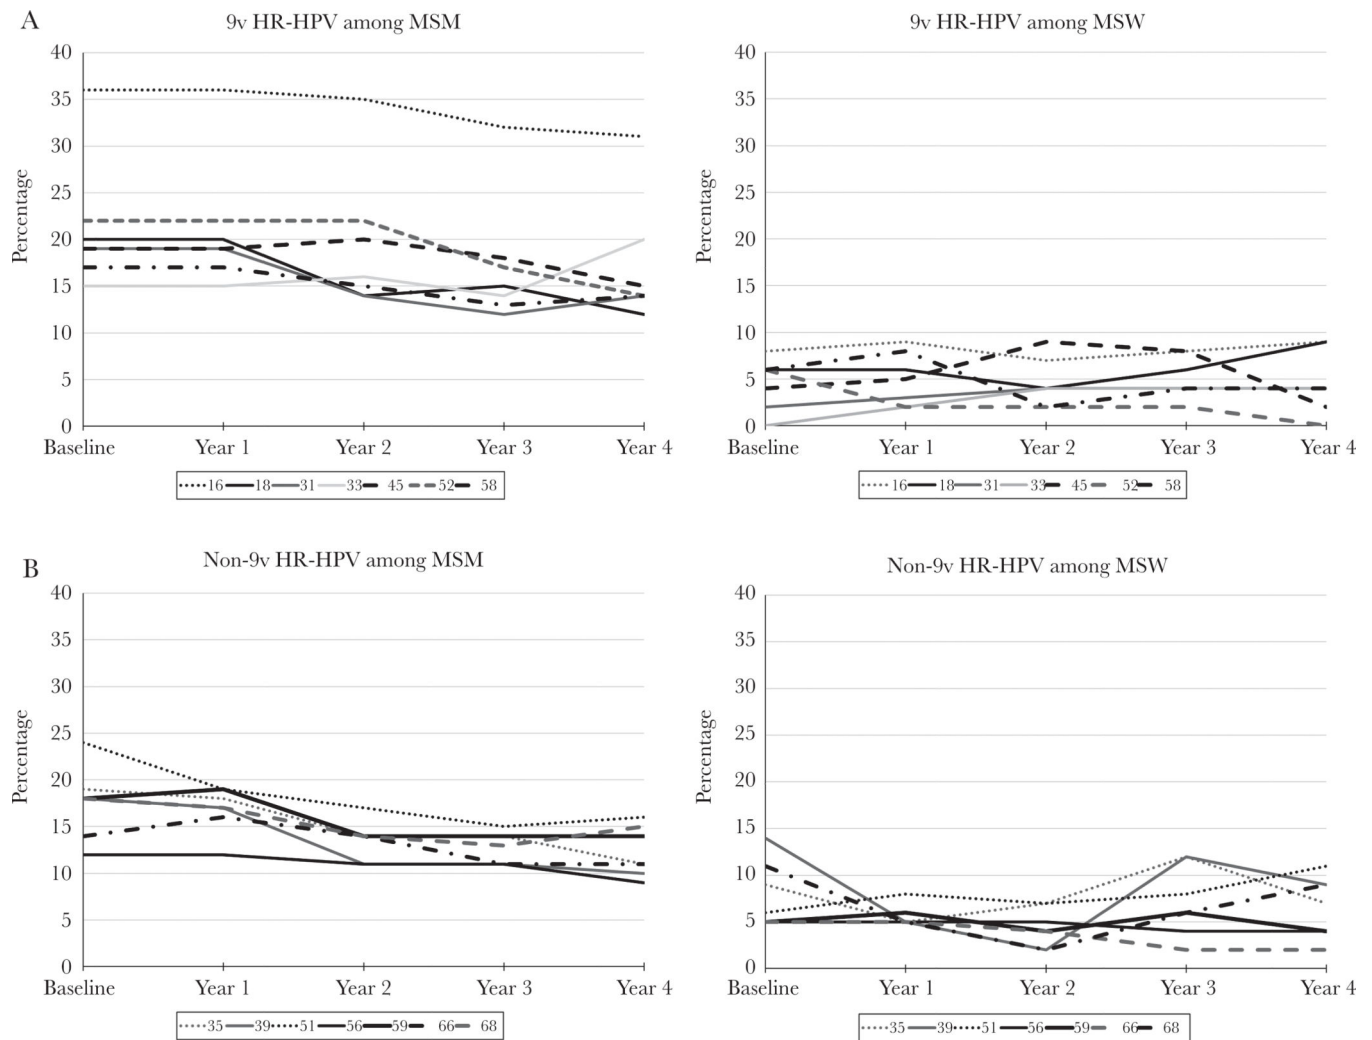 A
9v HR-HPV among MSM
Percentage
40
35
30
25
20
15
10
5
0
Baseline Year 1 Year 2 Year 3 Year 4
16 18 31 33 45 52 58
9v HR-HPV among MSW
Percentage
40
35
30
25
20
15
10
5
0
Baseline Year 1 Year 2 Year 3 Year 4
16 18 31 33 45 52 58
B
Non-9v HR-HPV among MSM
Percentage
40
35
30
25
20
15
10
5
0
Baseline Year 1 Year 2 Year 3 Year 4
35 39 51 56 59 66 68
Non-9v HR-HPV among MSW
Percentage
40
35
30
25
20
15
10
5
0
Baseline Year 1 Year 2 Year 3 Year 4
35 39 51 56 59 66 68